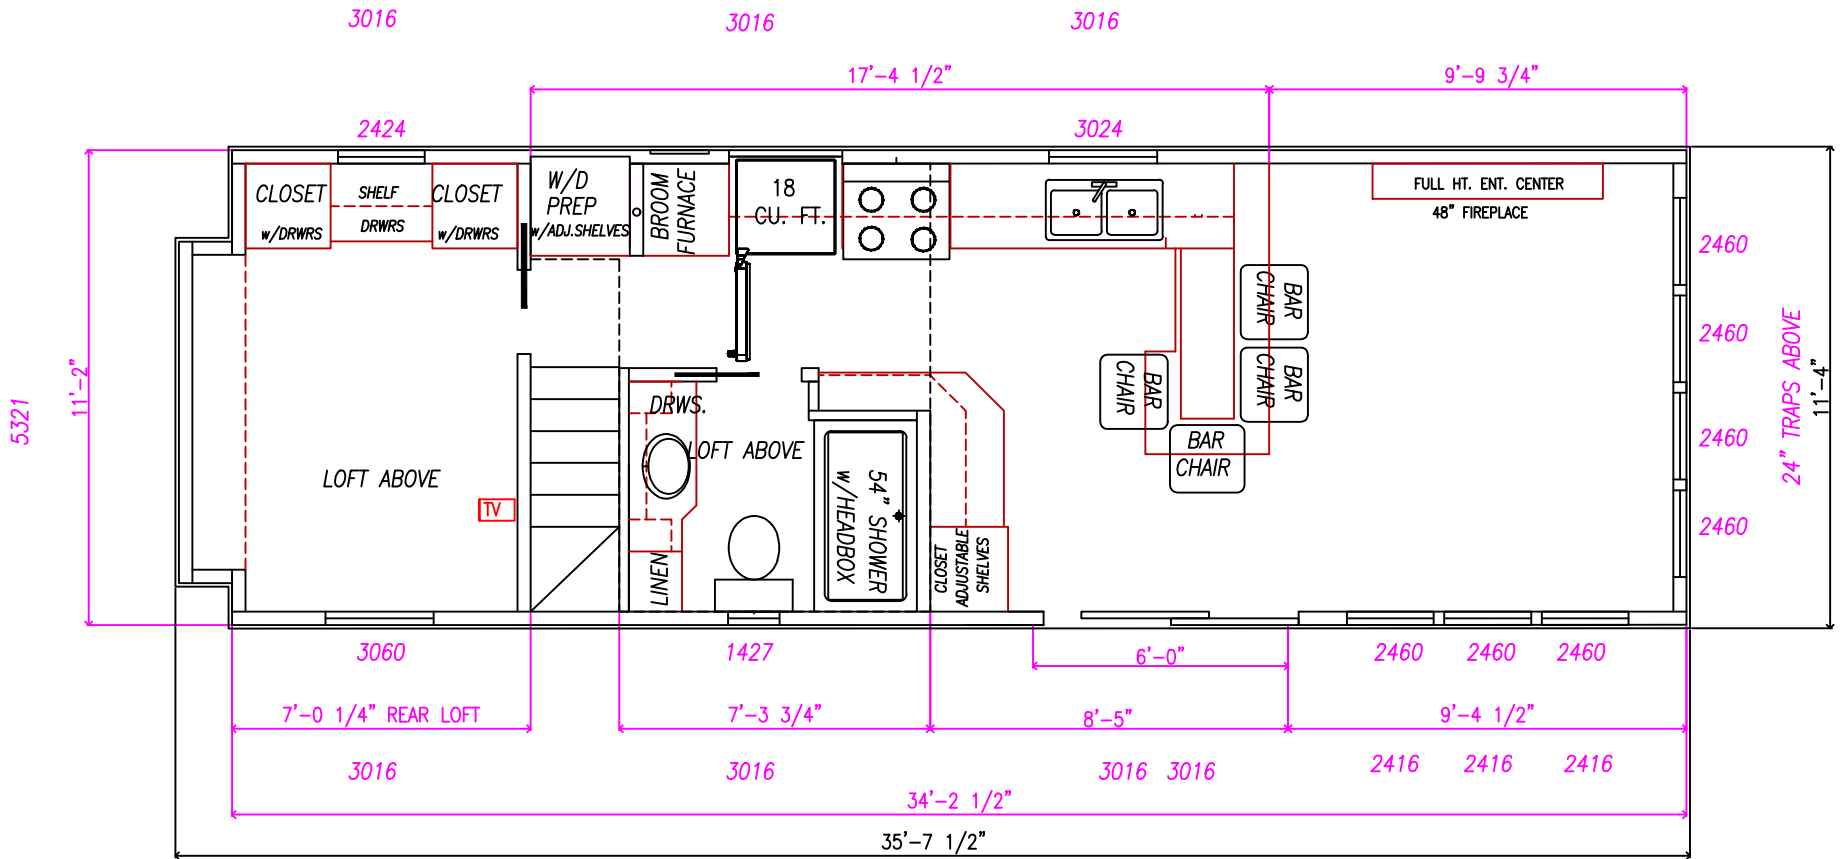 3016
3016
3016
17'-4 1/2"
9'-9 3/4"
2424
3024
CLOSET
w/DRWRS
SHELF
DRWRS
CLOSET
w/DRWRS
W/D
PREP
w/ADJ.SHELVES
BROOM
FURNACE
18
CU. FT.
FULL HT. ENT. CENTER
48" FIREPLACE
BAR
CHAIR
BAR
CHAIR
BAR
CHAIR
BAR
CHAIR
2460
2460
2460
2460
24" TRAPS ABOVE
11'-4"
5321
11'-2"
LOFT ABOVE
TV
DRWS.
LOFT ABOVE
LINEN
54" SHOWER
w/HEADBOX
CLOSET
ADJUSTABLE
SHELVES
3060
1427
6'-0"
2460
2460
2460
7'-0 1/4" REAR LOFT
7'-3 3/4"
8'-5"
9'-4 1/2"
3016
3016
3016
3016
2416
2416
2416
34'-2 1/2"
35'-7 1/2"